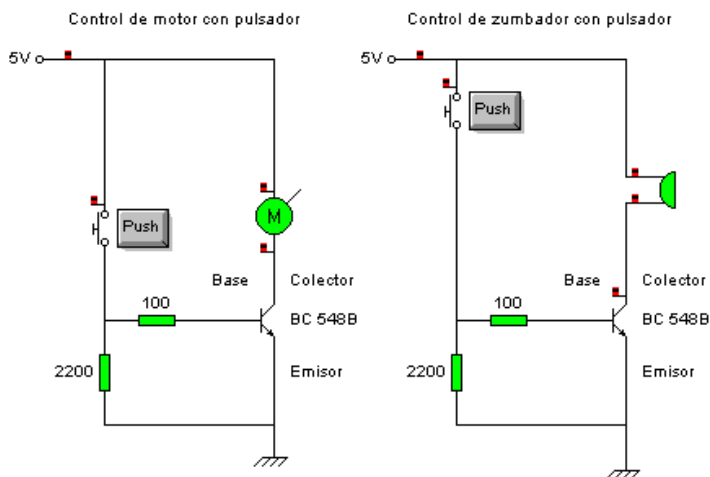 Control de motor con pulsador
5V
Push
M
Base
Colector
100
BC 548B
2200
Emisor
Control de zumbador con pulsador
5V
Push
Base
Colector
100
BC 548B
2200
Emisor